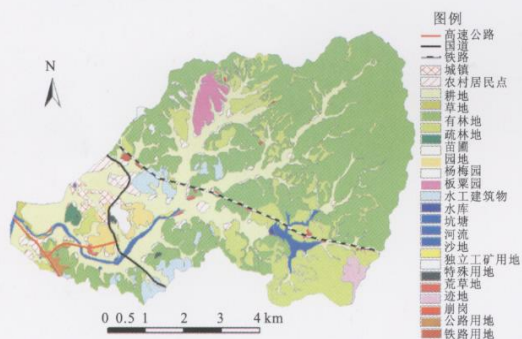 图例
高速公路
国道
铁路
城镇
农村居民点
耕地
草地
有林地
疏林地
苗圃
园地
杨梅园
板粟园
水工建筑物
水库
坑塘
河流
沙地
独立工矿用地
特殊用地
荒草地
迹地
崩岗
公路用地
铁路用地
N
0 0.5 1 2 3 4 km